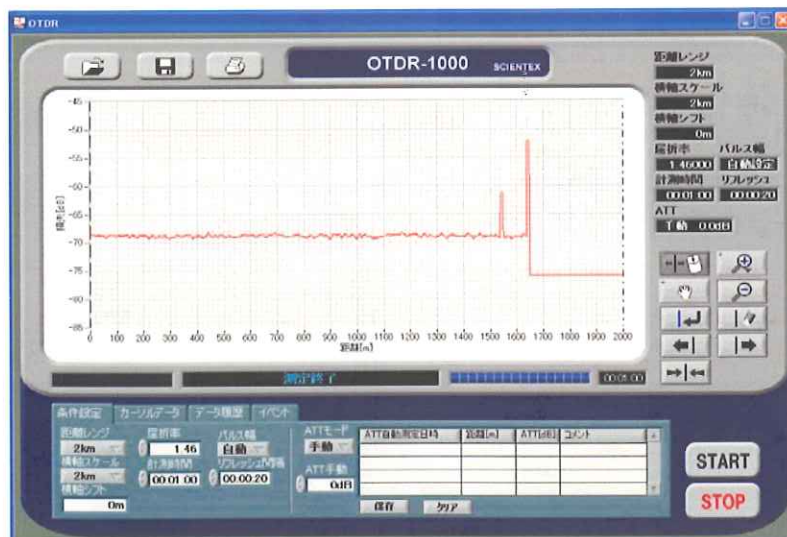 OTDR
OTDR-1000 SCIENTEX
距離レンジ
2km
横軸スケール
2km
横軸シフト
0m
屈折率 パルス幅
1.46000 自動設定
計測時間 リフレッシュ
00:01:00 00:00:20
ATT
手動 0.0dB
-45
-50
-55
-60
-65
-70
-75
-80
-85
[dB]
0 100 200 300 400 500 600 700 800 900 1000 1100 1200 1300 1400 1500 1600 1700 1800 1900 2000
距離[m]
測定終了 00:01:00
条件設定 カーソルデータ データ履歴 イベント
距離レンジ 屈折率 パルス幅
2km 1.46 自動
横軸スケール 計測時間 リフレッシュ間隔
2km 00:01:00 00:00:20
横軸シフト
0m
ATTモード
手動
ATT手動
0dB
ATT自動測定日時 距離[m] ATT[dB] コメント
保存 クリア
START
STOP